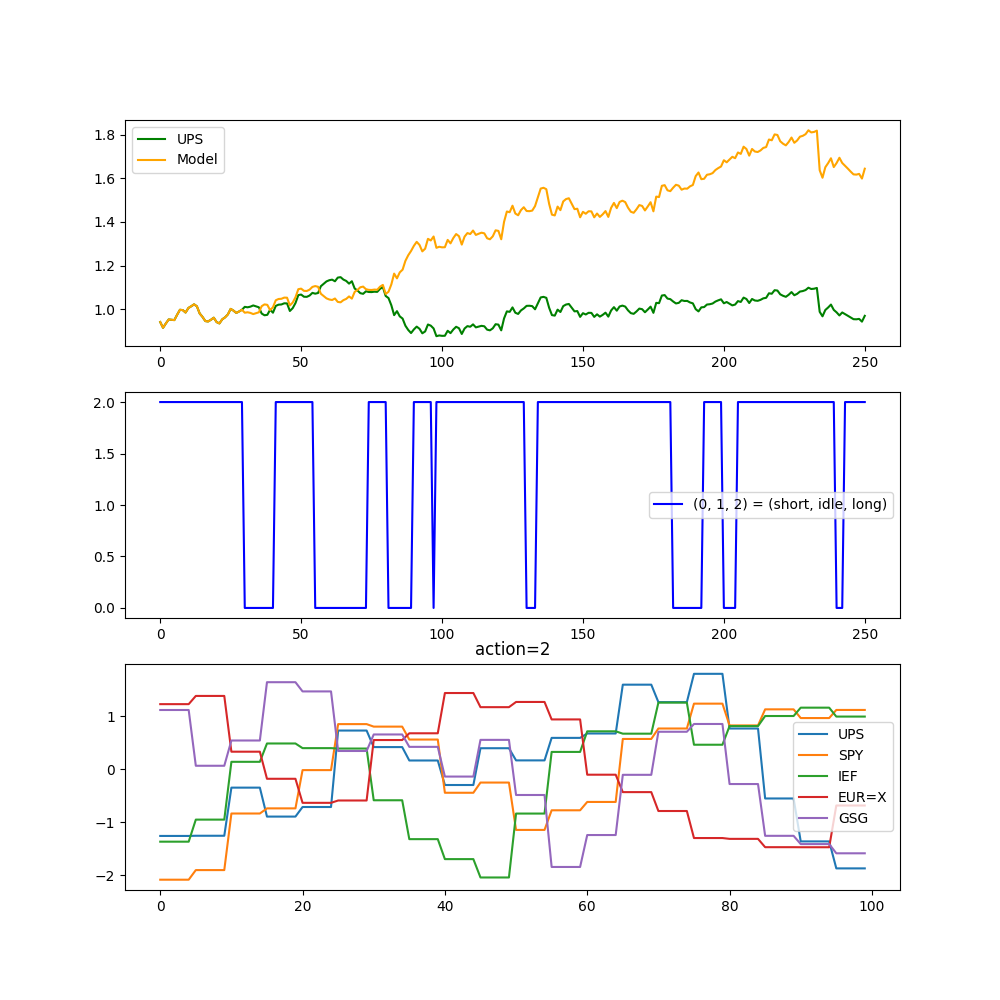 1.8
1.6
1.4
1.2
1.0
UPS
Model
0 50 100 150 200 250
2.0
1.5
1.0
0.5
0.0
(0, 1, 2) = (short, idle, long)
0 50 100 150 200 250
action=2
1
0
−1
−2
UPS
SPY
IEF
EUR=X
GSG
0 20 40 60 80 100